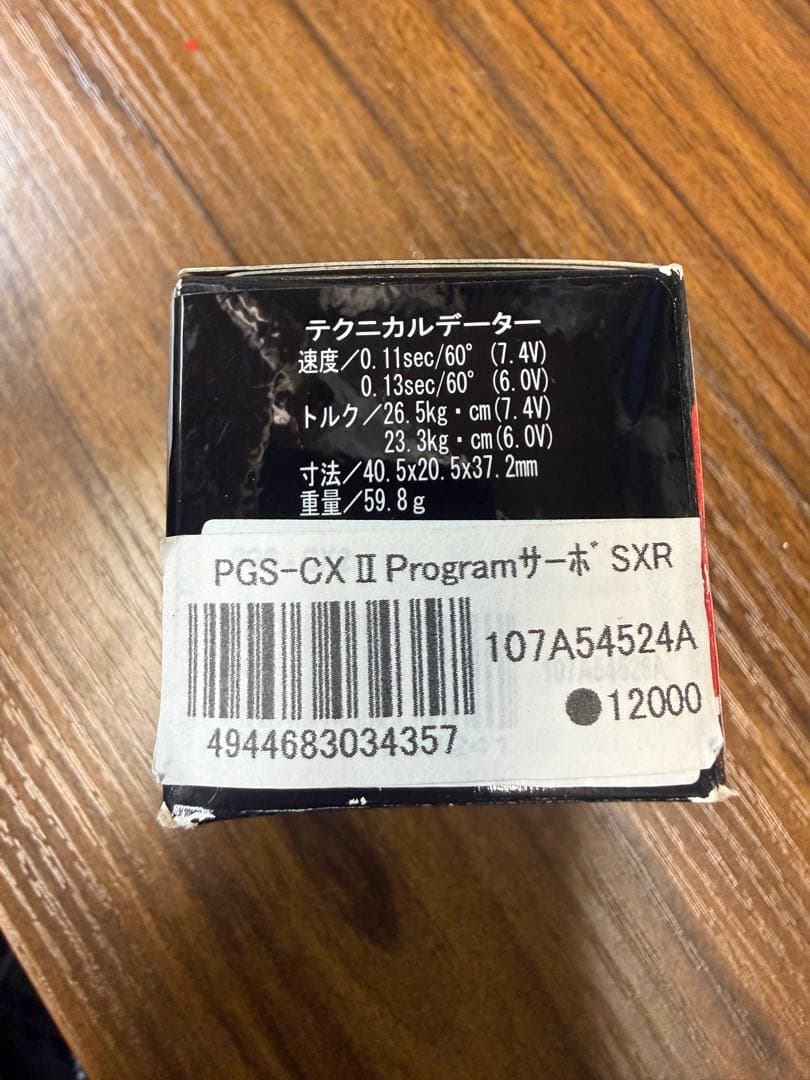 テクニカルデーター
速度/0.11sec/60°(7.4V)
0.13sec/60°(6.0V)
トルク/26.5kg・cm(7.4V)
23.3kg・cm(6.0V)
寸法/40.5x20.5x37.2mm
重量/59.8g
PGS-CXⅡProgramサーボSXR
107A54524A
●12000
4944683034357